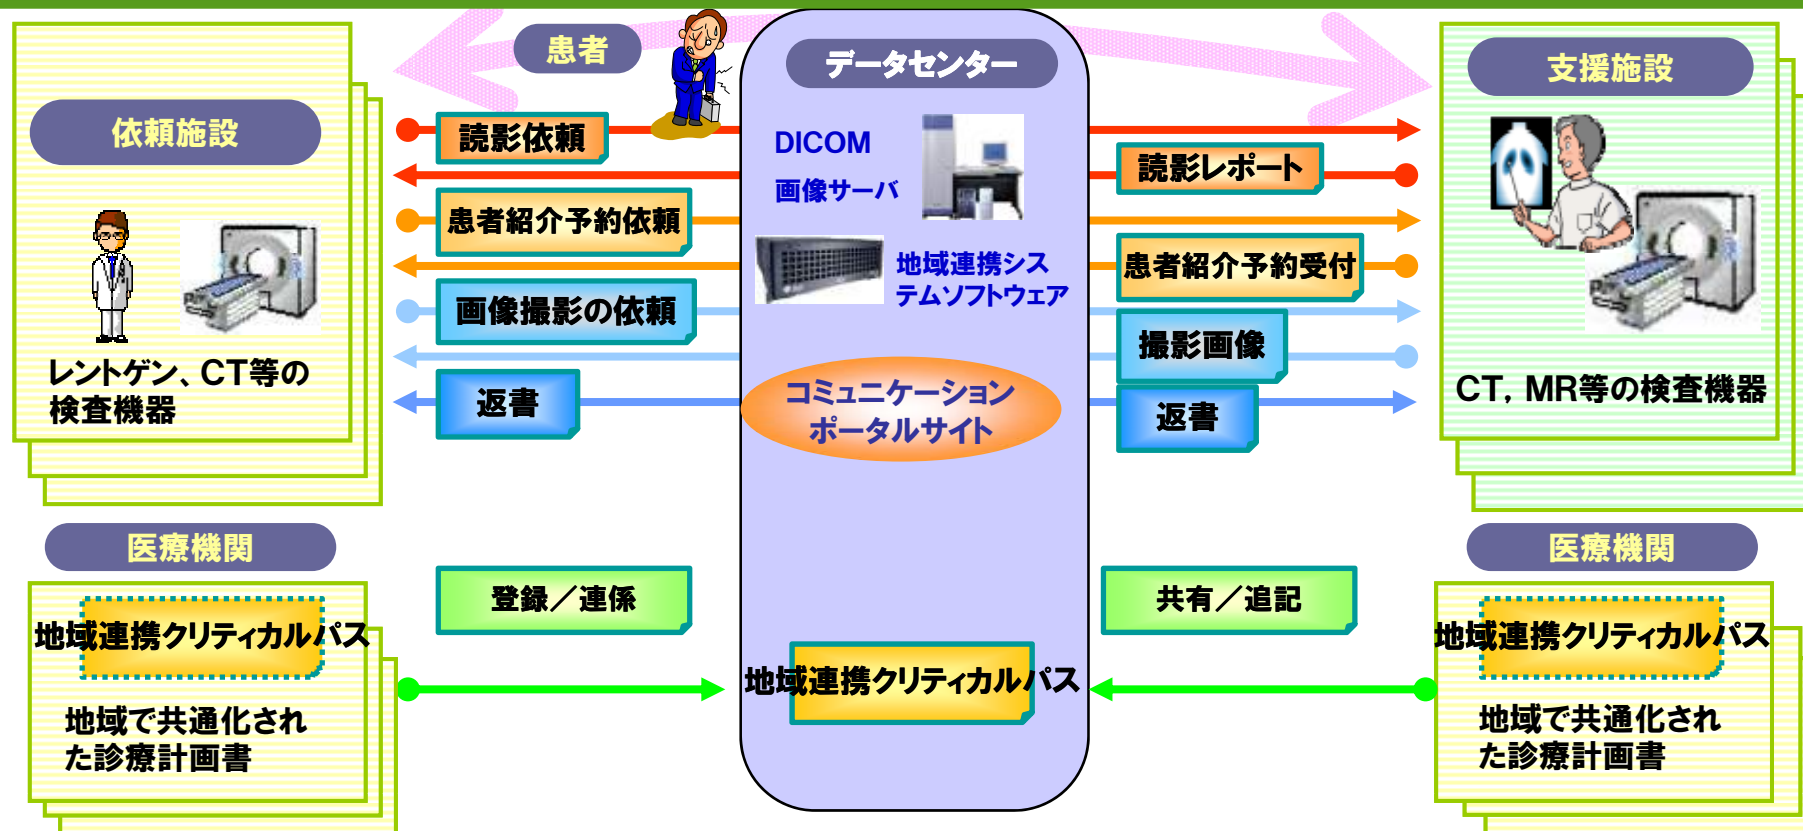 患者
データセンター
支援施設
依頼施設
読影依頼
DICOM
画像サーバ
読影レポート
患者紹介予約依頼
地域連携シス
テムソフトウェア
患者紹介予約受付
画像撮影の依頼
撮影画像
レントゲン、CT等の
検査機器
返書
コミュニケーション
ポータルサイト
返書
CT，MR等の検査機器
医療機関
医療機関
登録／連係
共有／追記
地域連携クリティカルパス
地域連携クリティカルパス
地域連携クリティカルパス
地域で共通化され
た診療計画書
地域で共通化され
た診療計画書